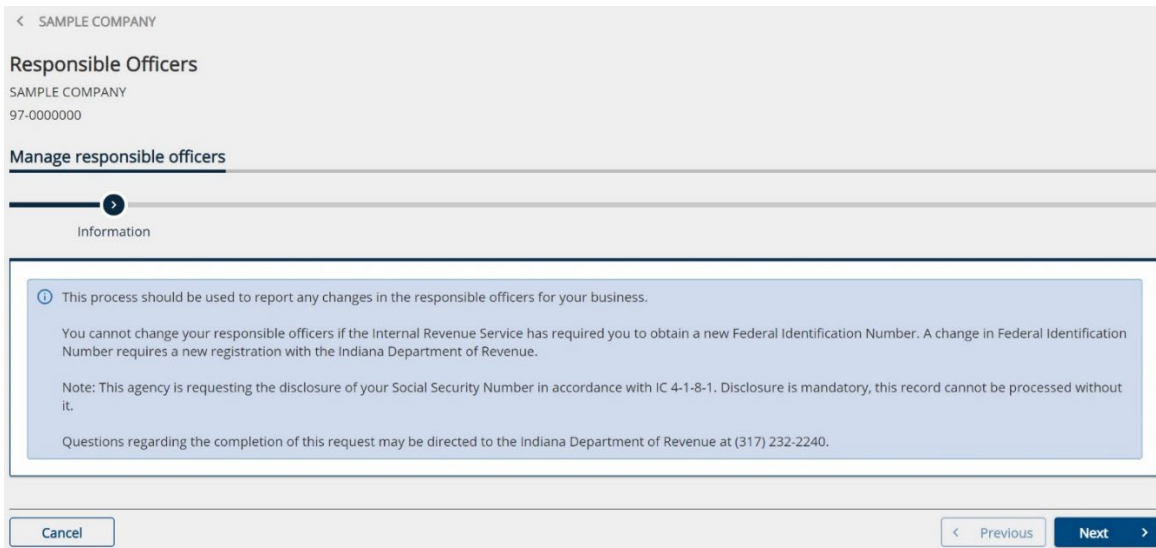 SAMPLE COMPANY
Responsible Officers
SAMPLE COMPANY
97-0000000
Manage responsible officers
Information
This process should be used to report any changes in the responsible officers for your business.
You cannot change your responsible officers if the Internal Revenue Service has required you to obtain a new Federal Identification Number. A change in Federal Identification
Number requires a new registration with the Indiana Department of Revenue.
Note: This agency is requesting the disclosure of your Social Security Number in accordance with IC 4-1-8-1. Disclosure is mandatory, this record cannot be processed without
it.
Questions regarding the completion of this request may be directed to the Indiana Department of Revenue at (317) 232-2240.
Cancel
Previous
Next